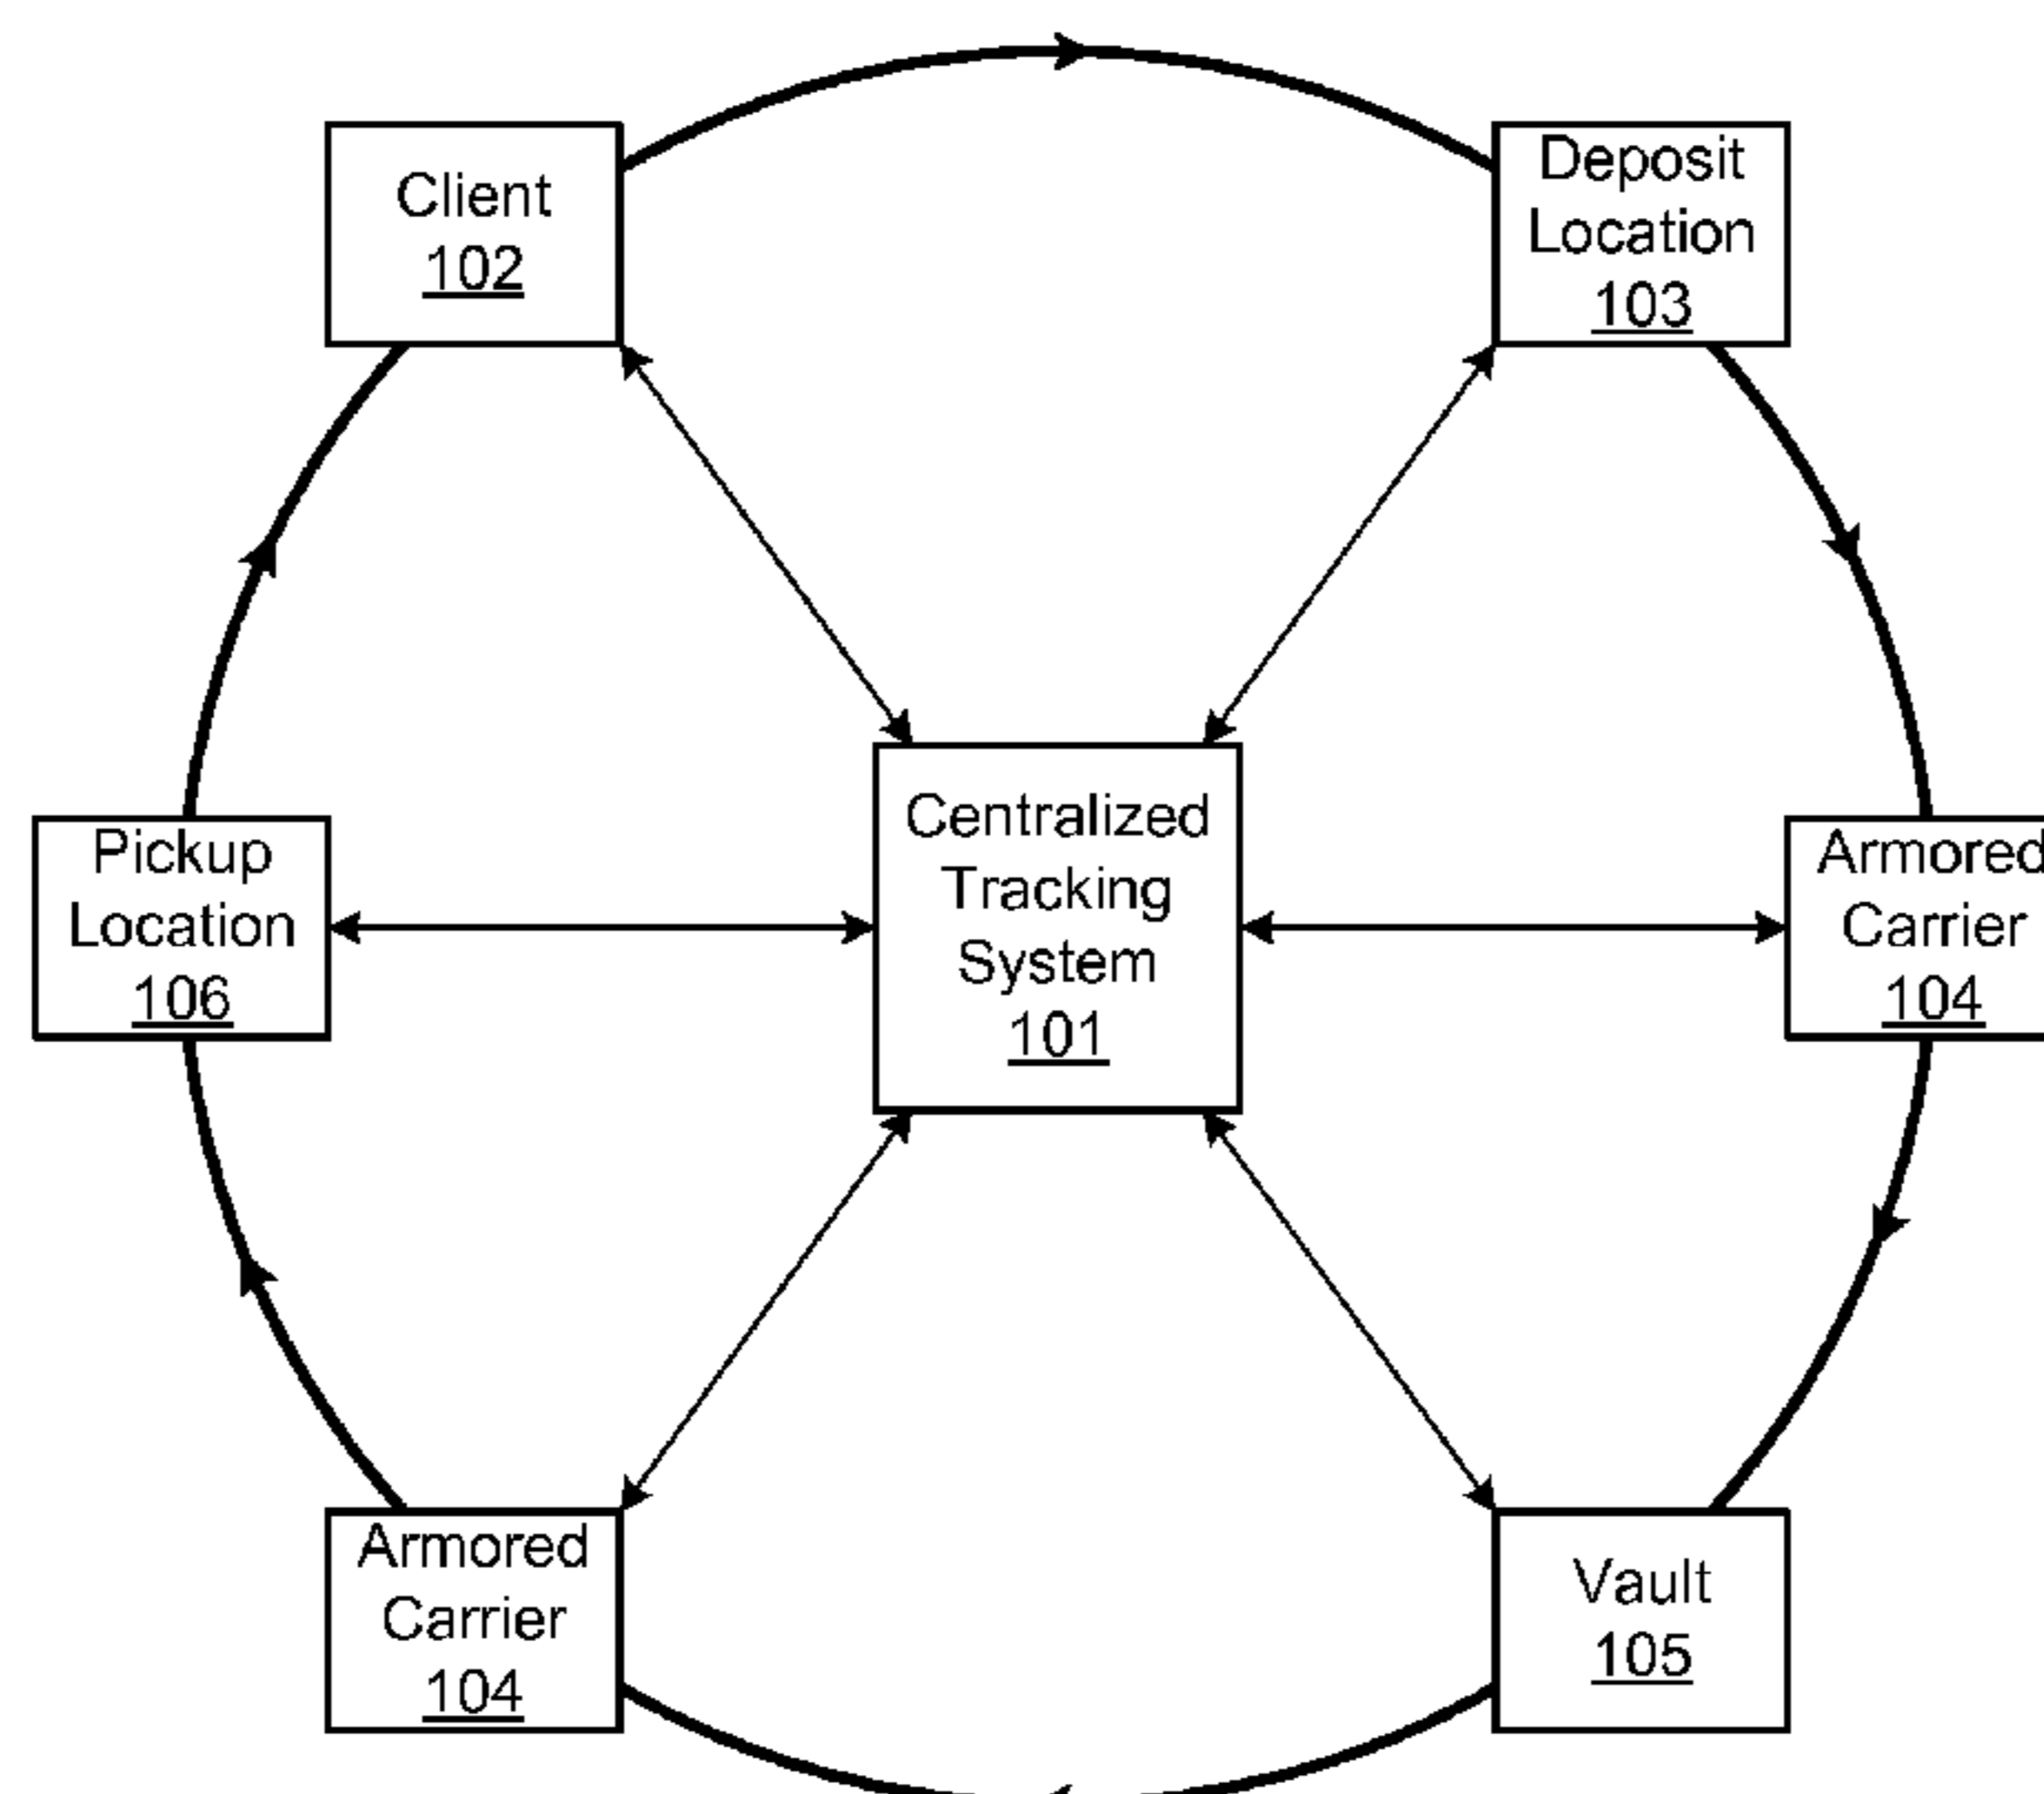 Client
102
Deposit
Location
103
Pickup
Location
106
Centralized
Tracking
System
101
Armored
Carrier
104
Armored
Carrier
104
Vault
105